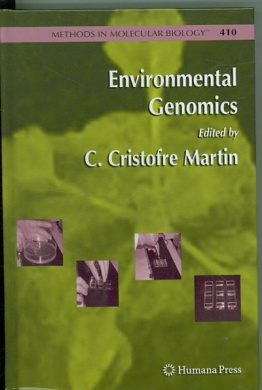 METHODS IN MOLECULAR BIOLOGY™ 410
Environmental
Genomics
Edited by
C. Cristofre Martin
Humana Press